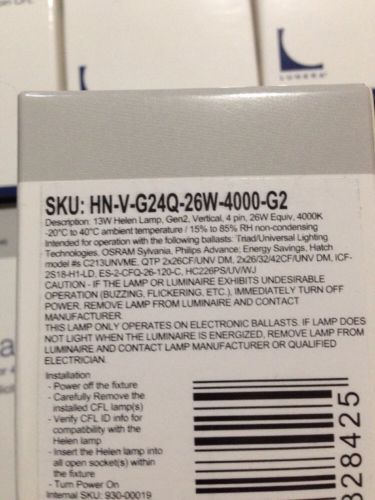 LUNERA
SKU: HN-V-G24Q-26W-4000-G2
Description: 13W Helen Lamp, Gen2, Vertical, 4 pin, 26W Equiv, 4000K
-20°C to 40°C ambient temperature / 15% to 85% RH non-condensing
Intended for operation with the following ballasts: Triad/Universal Lighting
Technologies, OSRAM Sylvania, Philips Advance; Energy Savings, Hatch
model #s C213UNVME, QTP 2x26CF/UNV DM, 2x26/32/42CF/UNV DM, ICF-
2S18-H1-LD, ES-2-CFQ-26-120-C, HC226PS/UV/WJ
CAUTION - IF THE LAMP OR LUMINAIRE EXHIBITS UNDESIRABLE
OPERATION (BUZZING, FLICKERING, ETC.), IMMEDIATELY TURN OFF
POWER, REMOVE LAMP FROM LUMINAIRE AND CONTACT
MANUFACTURER.
THIS LAMP ONLY OPERATES ON ELECTRONIC BALLASTS. IF LAMP DOES
NOT LIGHT WHEN THE LUMINAIRE IS ENERGIZED, REMOVE LAMP FROM
LUMINAIRE AND CONTACT LAMP MANUFACTURER OR QUALIFIED
ELECTRICIAN.
Installation
- Power off the fixture
- Carefully Remove the
installed CFL lamp(s)
- Verify CFL ID info for
compatibility with the
Helen lamp
- Insert the Helen lamp into
all open socket(s) within
the fixture
- Turn Power On
Internal SKU: 930-00019
328425